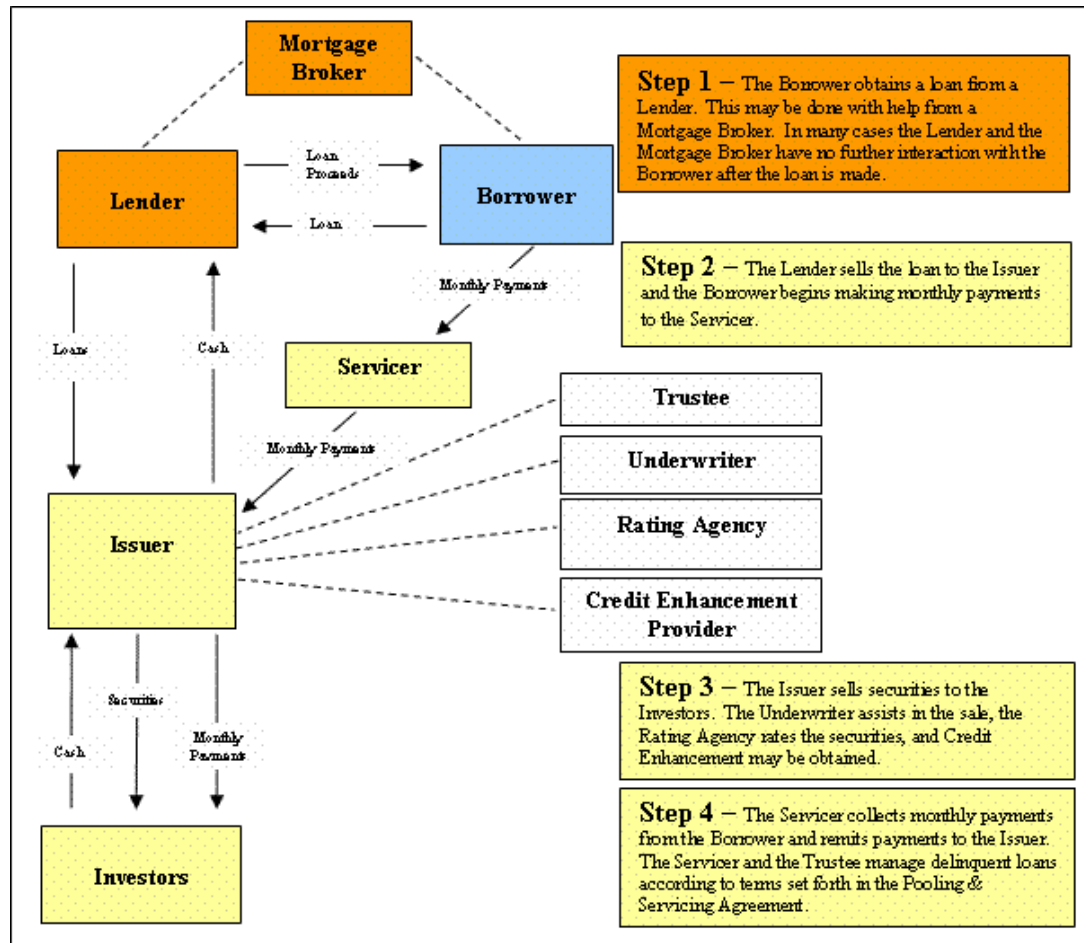 Mortgage
Broker
Step 1 – The Borrower obtains a loan from a
Lender. This may be done with help from a
Mortgage Broker. In many cases the Lender and the
Mortgage Broker have no further interaction with the
Borrower after the loan is made.
Lender
Loan
Proceeds
Borrower
Loan
Step 2 – The Lender sells the loan to the Issuer
and the Borrower begins making monthly payments
to the Servicer.
Monthly Payments
Loans
Cash
Servicer
Trustee
Monthly Payments
Underwriter
Issuer
Rating Agency
Credit Enhancement
Provider
Step 3 – The Issuer sells securities to the
Investors. The Underwriter assists in the sale, the
Rating Agency rates the securities, and Credit
Enhancement may be obtained.
Securities
Cash
Monthly
Payments
Step 4 – The Servicer collects monthly payments
from the Borrower and remits payments to the Issuer.
The Servicer and the Trustee manage delinquent loans
according to terms set forth in the Pooling &
Servicing Agreement.
Investors